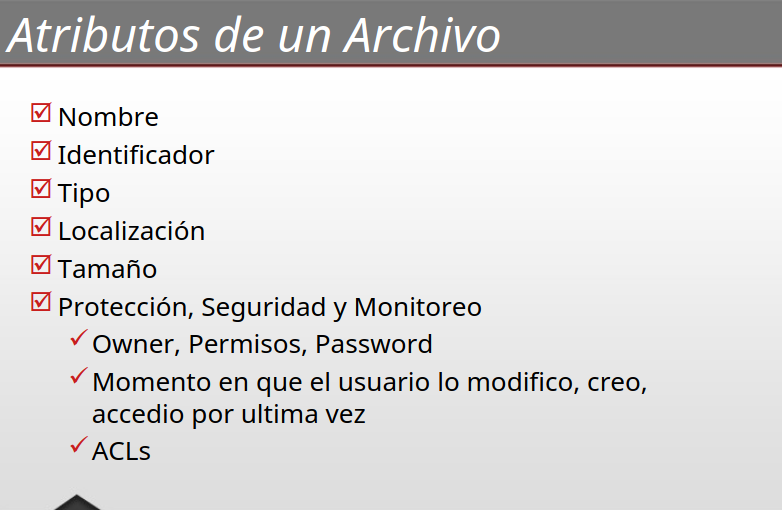 Atributos de un Archivo
Nombre
Identificador
Tipo
Localización
Tamaño
Protección, Seguridad y Monitoreo
Owner, Permisos, Password
Momento en que el usuario lo modifico, creo,
accedio por ultima vez
ACLs